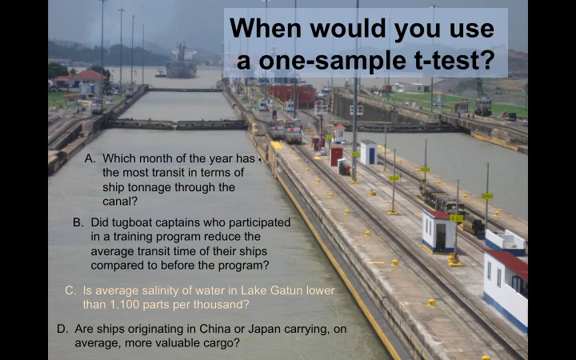 When would you use
a one-sample t-test?
A. Which month of the year has
the most transit in terms of
ship tonnage through the
canal?
B. Did tugboat captains who participated
in a training program reduce the
average transit time of their ships
compared to before the program?
C. Is average salinity of water in Lake Gatun lower
than 1.100 parts per thousand?
D. Are ships originating in China or Japan carrying, on
average, more valuable cargo?